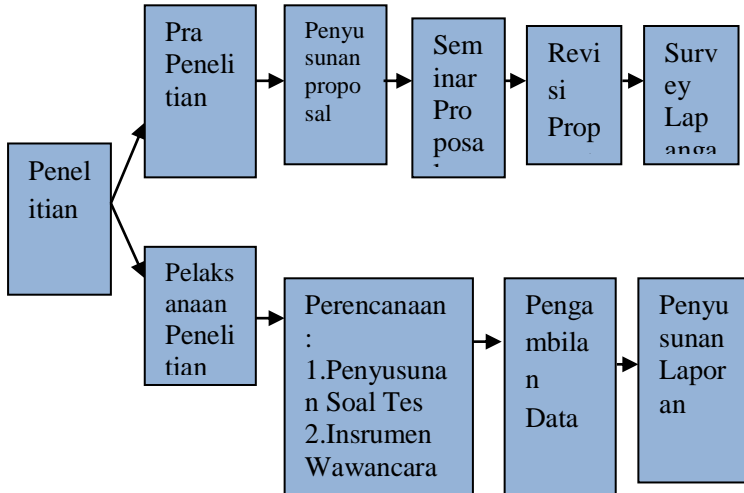 Penel
itian
Pra
Peneli
tian
Penyu
sunan
propo
sal
Sem
inar
Pro
posa
Revi
si
Prop
Surv
ey
Lap
anga
Pelaks
anaan
Peneli
tian
Perencanaan
:
1.Penyusuna
n Soal Tes
2.Insrumen
Wawancara
Penga
mbila
n
Data
Penyu
sunan
Lapor
an